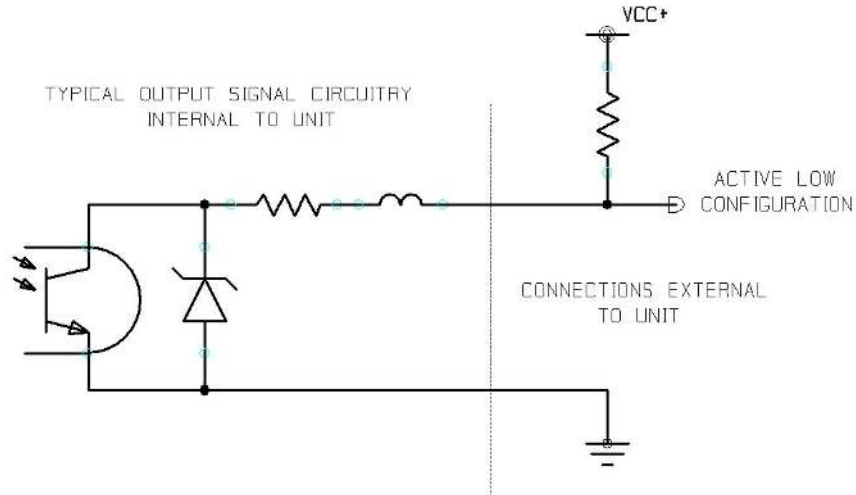 VCC+
TYPICAL OUTPUT SIGNAL CIRCUITRY
INTERNAL TO UNIT
ACTIVE LOW
CONFIGURATION
CONNECTIONS EXTERNAL
TO UNIT